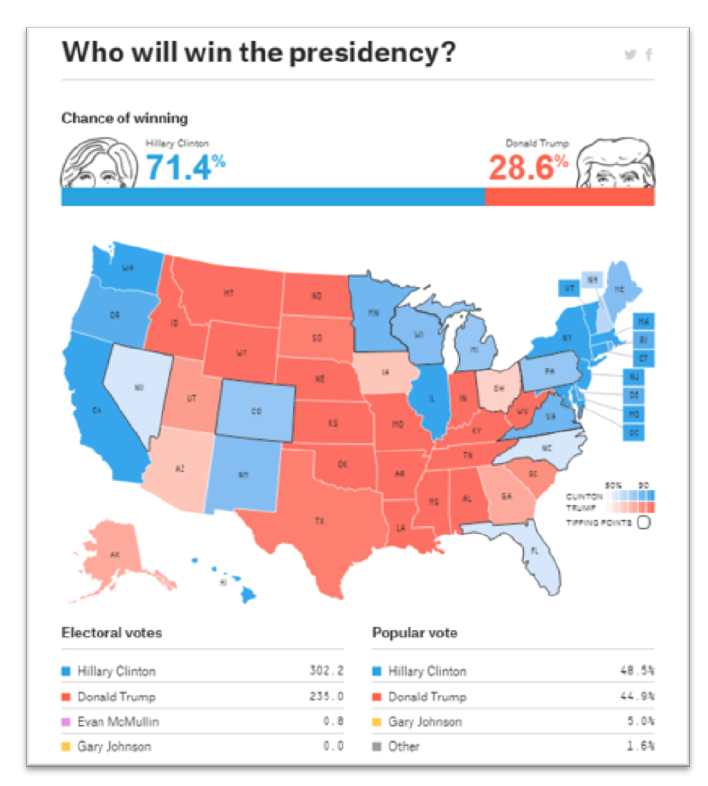 Who will win the presidency?
Chance of winning
Hillary Clinton
71.4%
Donald Trump
28.6%
WA
OR
CA
NV
ID
MT
WY
UT
AZ
CO
NM
ND
SD
NE
KS
OK
TX
MN
IA
MO
AR
LA
WI
IL
MI
IN
OH
KY
TN
MS
AL
GA
FL
SC
NC
VA
WV
PA
NY
VT
NH
ME
MA
RI
CT
NJ
DE
MD
DC
AK
HI
50% 90
CLINTON
TRUMP
TIPPING POINTS
Electoral votes
Hillary Clinton 302.2
Donald Trump 235.0
Evan McMullin 0.8
Gary Johnson 0.0
Popular vote
Hillary Clinton 48.5%
Donald Trump 44.9%
Gary Johnson 5.0%
Other 1.6%